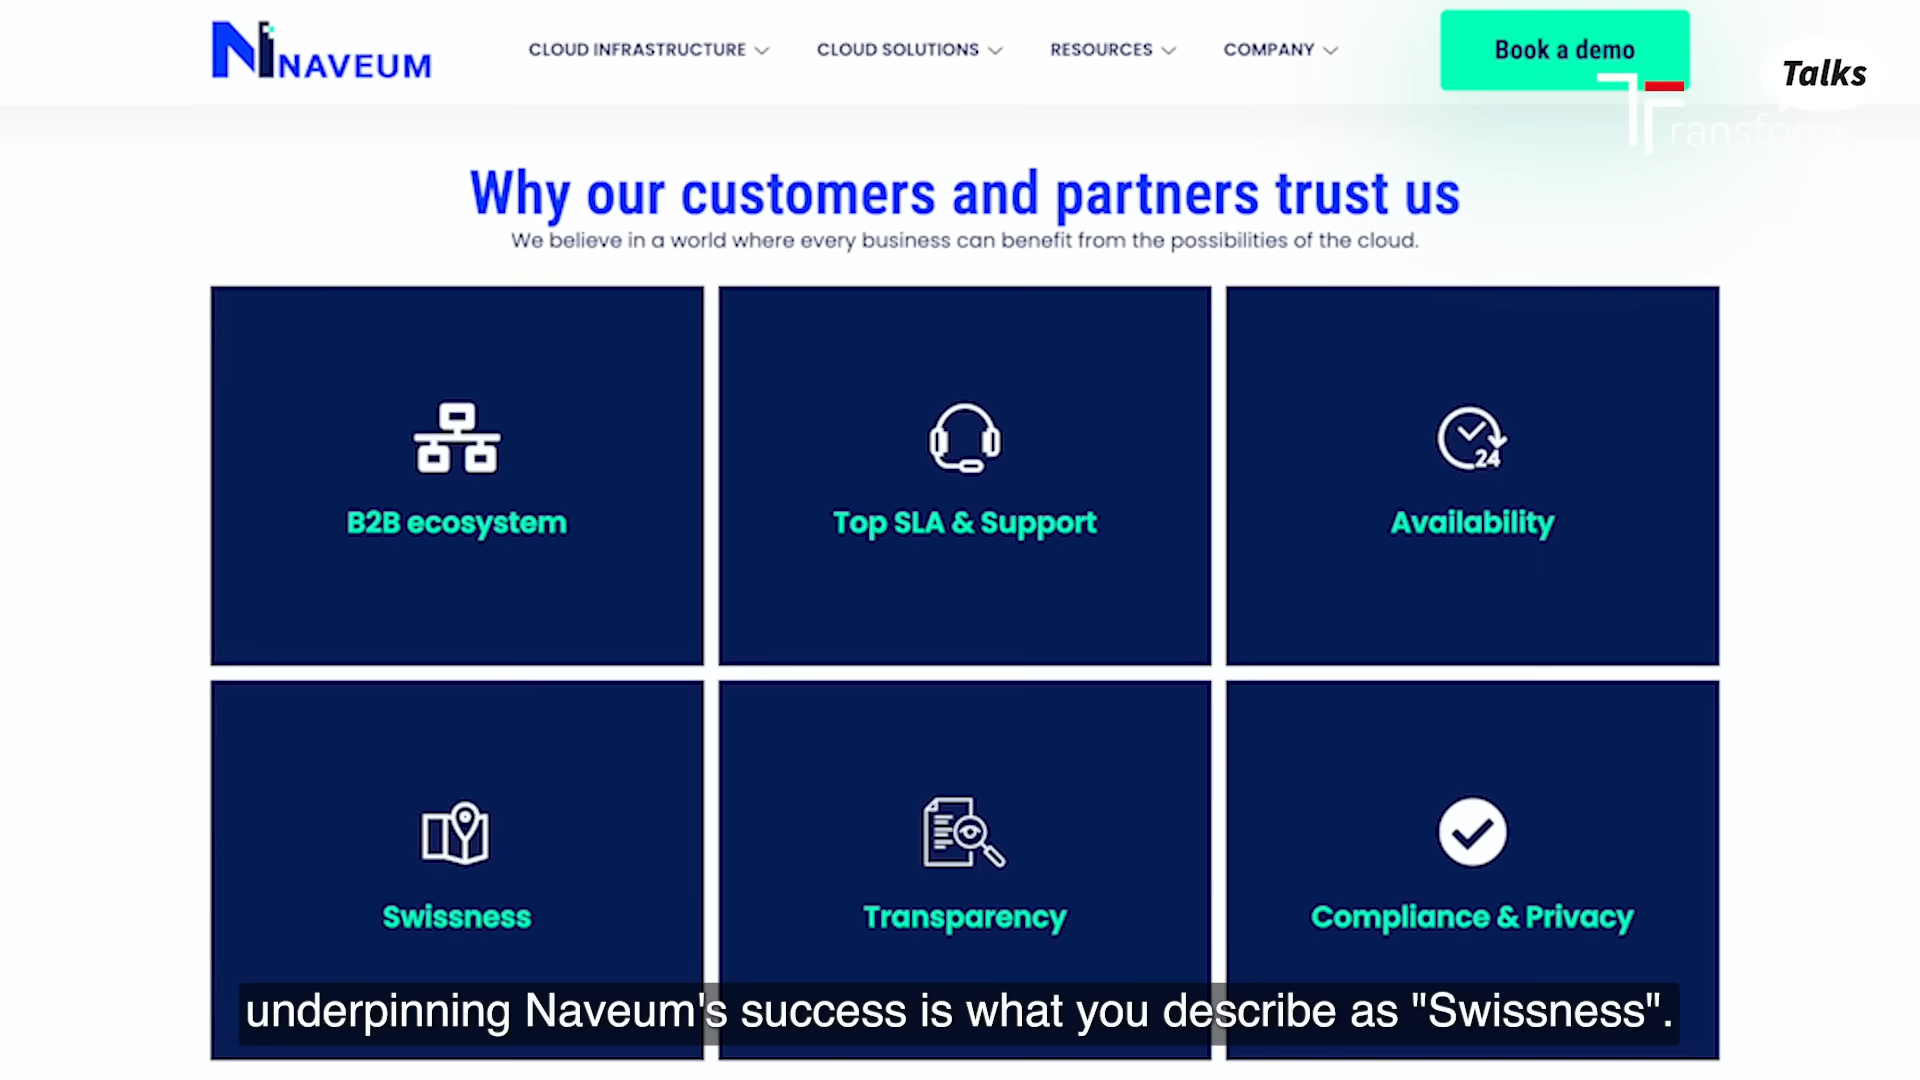 NAVEUM
CLOUD INFRASTRUCTURE
CLOUD SOLUTIONS
RESOURCES
COMPANY
Book a demo
Talks
Transform
Why our customers and partners trust us
We believe in a world where every business can benefit from the possibilities of the cloud.
B2B ecosystem
Top SLA & Support
24
Availability
Swissness
Transparency
Compliance & Privacy
underpinning Naveum's success is what you describe as "Swissness".